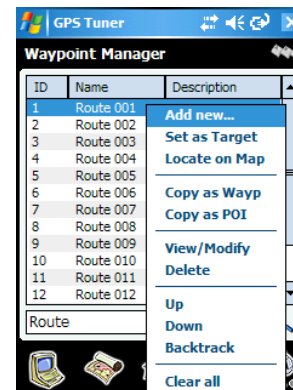 GPS Tuner
Waypoint Manager
ID Name Description
1 Route 001
2 Route 002
3 Route 003
4 Route 004
5 Route 005
6 Route 006
7 Route 007
8 Route 008
9 Route 009
10 Route 010
11 Route 011
12 Route 012
Add new...
Set as Target
Locate on Map
Copy as Wayp
Copy as POI
View/Modify
Delete
Up
Down
Backtrack
Clear all
Route